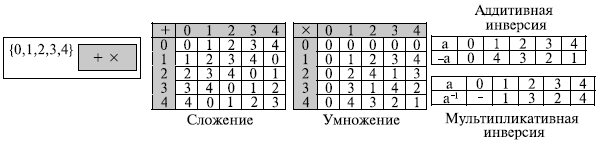 {0,1,2,3,4}
+ ×
+ 0 1 2 3 4
0 0 1 2 3 4
1 1 2 3 4 0
2 2 3 4 0 1
3 3 4 0 1 2
4 4 0 1 2 3
Сложение
× 0 1 2 3 4
0 0 0 0 0 0
1 0 1 2 3 4
2 0 2 4 1 3
3 0 3 1 4 2
4 0 4 3 2 1
Умножение
Аддитивная
инверсия
a 0 1 2 3 4
–a 0 4 3 2 1
a 0 1 2 3 4
a⁻¹ – 1 3 2 4
Мультипликативная
инверсия